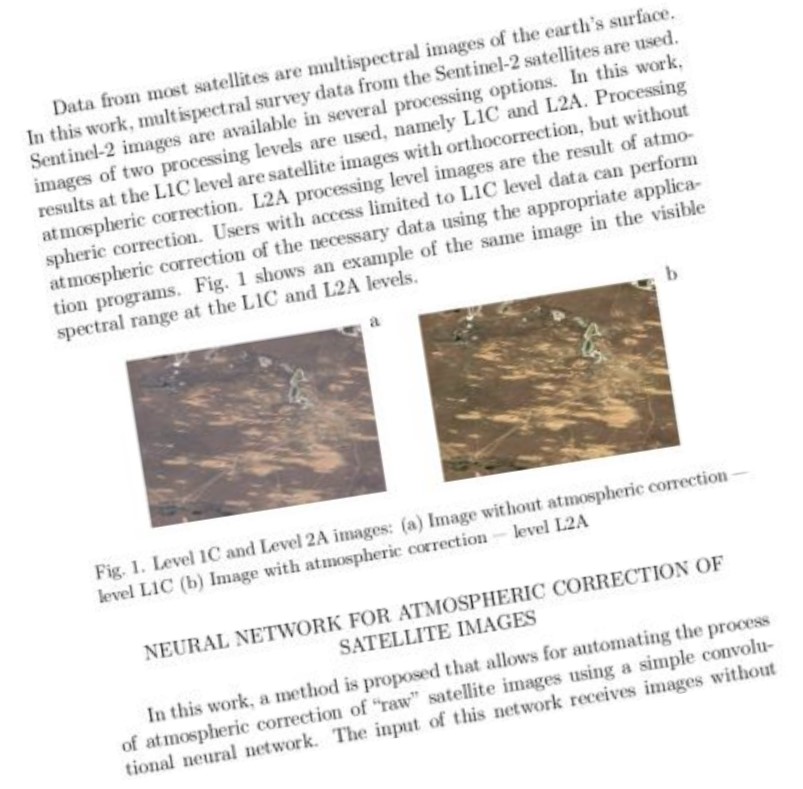 Data from most satellites are multispectral images of the earth's surface.
In this work, multispectral survey data from the Sentinel-2 satellites are used.
Sentinel-2 images are available in several processing options. In this work,
images of two processing levels are used, namely L1C and L2A. Processing
results at the L1C level are satellite images with orthocorrection, but without
atmospheric correction. L2A processing level images are the result of atmo-
spheric correction. Users with access limited to L1C level data can perform
atmospheric correction of the necessary data using the appropriate applica-
tion programs. Fig. 1 shows an example of the same image in the visible
spectral range at the L1C and L2A levels.
a
b
Fig. 1. Level 1C and Level 2A images: (a) Image without atmospheric correction —
level L1C (b) Image with atmospheric correction — level L2A
NEURAL NETWORK FOR ATMOSPHERIC CORRECTION OF
SATELLITE IMAGES
In this work, a method is proposed that allows for automating the process
of atmospheric correction of “raw” satellite images using a simple convolu-
tional neural network. The input of this network receives images without